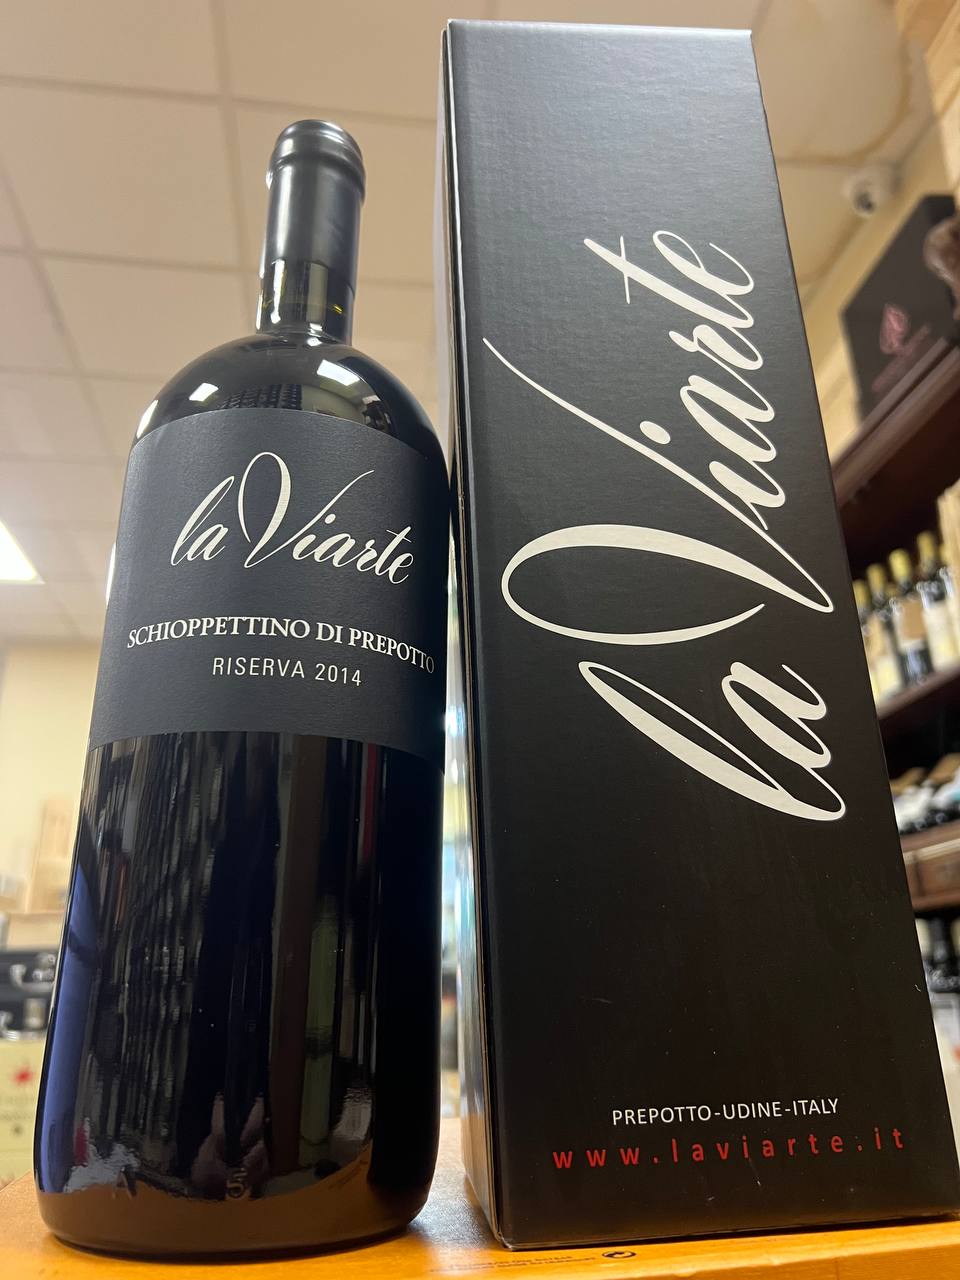 la Viarte
SCHIOPPETTINO DI PREPOTTO
RISERVA 2014
la Viarte
PREPOTTO-UDINE-ITALY
www.laviarte.it